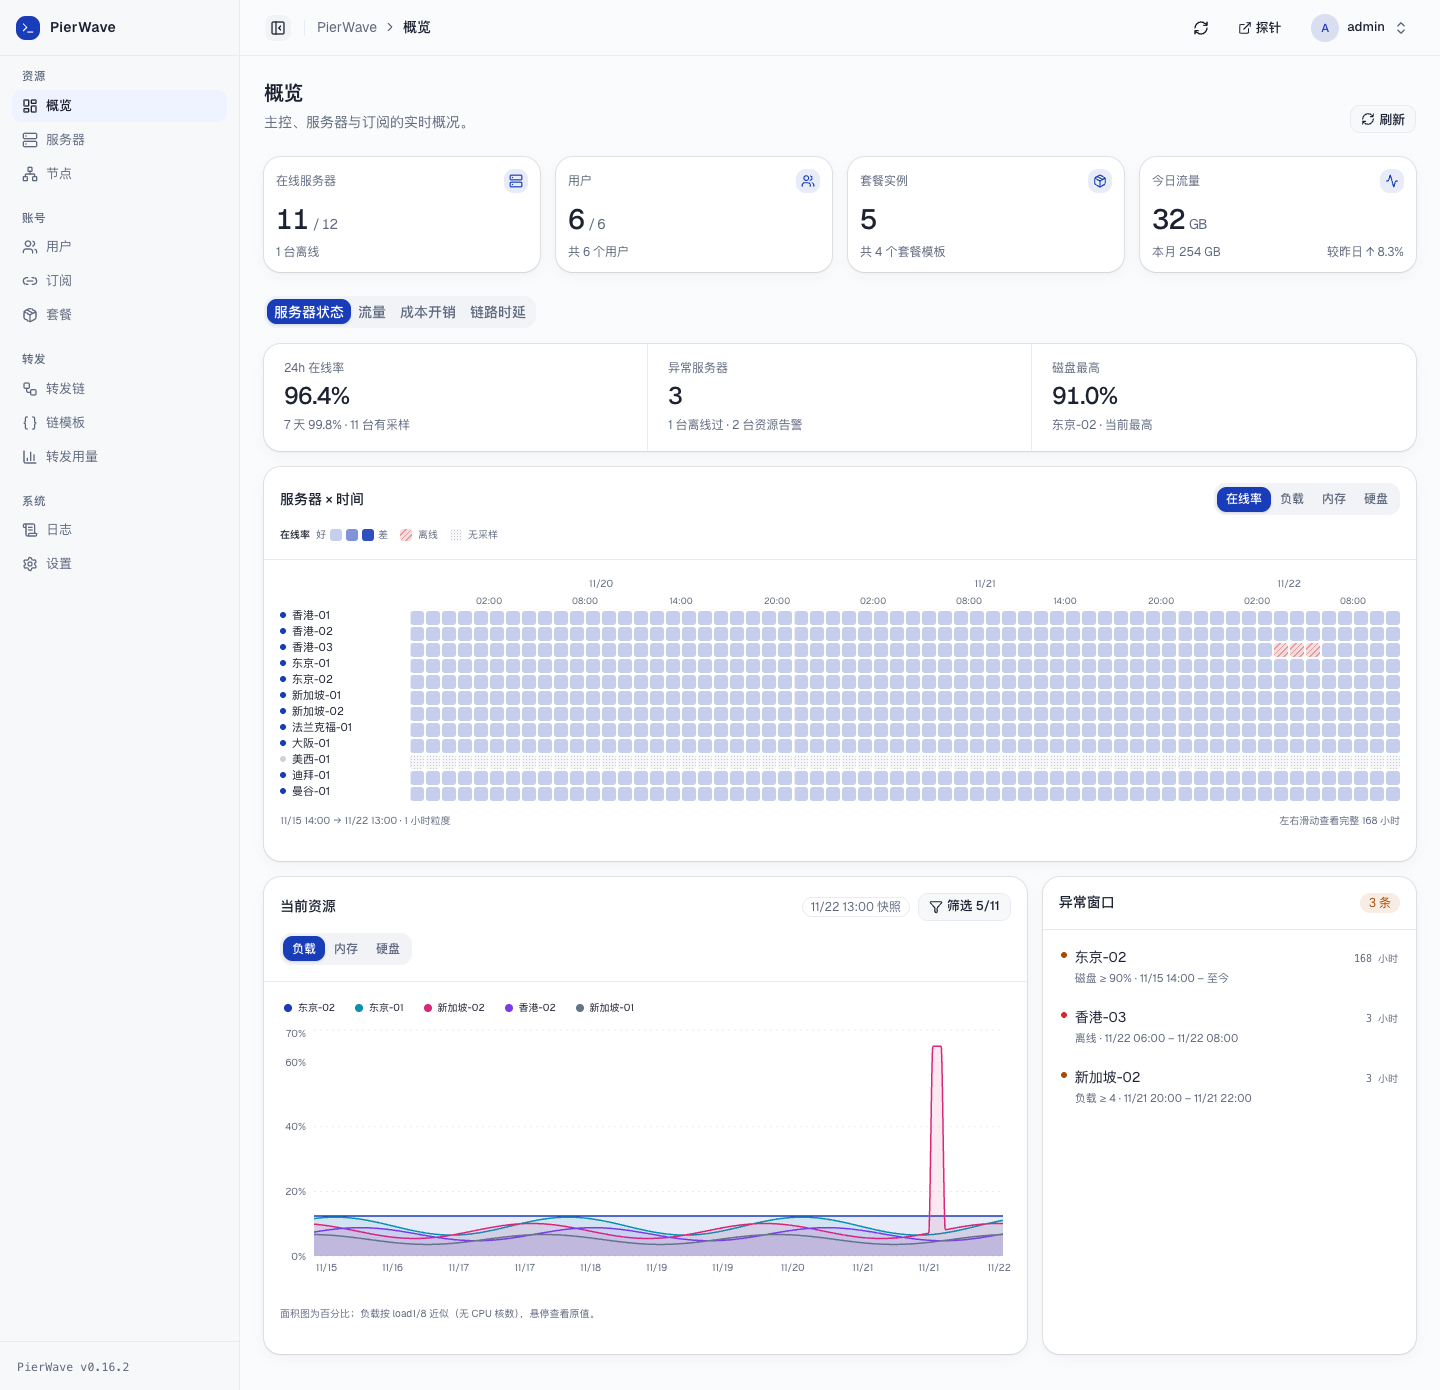 PierWave
PierWave > 概览
探针
A admin
资源
概览
服务器
节点
账号
用户
订阅
套餐
转发
转发链
链模板
转发用量
系统
日志
设置
PierWave v0.16.2
概览
主控、服务器与订阅的实时概况。
刷新
在线服务器
11 / 12
1 台离线
用户
6 / 6
共 6 个用户
套餐实例
5
共 4 个套餐模板
今日流量
32 GB
本月 254 GB 较昨日 ↑ 8.3%
服务器状态 流量 成本开销 链路时延
24h 在线率
96.4%
7 天 99.8% · 11 台有采样
异常服务器
3
1 台离线过 · 2 台资源告警
磁盘最高
91.0%
东京-02 · 当前最高
服务器 × 时间
在线率 负载 内存 硬盘
在线率 好 差 离线 无采样
11/20 11/21 11/22
02:00 08:00 14:00 20:00 02:00 08:00 14:00 20:00 02:00 08:00
香港-01
香港-02
香港-03
东京-01
东京-02
新加坡-01
新加坡-02
法兰克福-01
大阪-01
美西-01
迪拜-01
曼谷-01
11/15 14:00 → 11/22 13:00 · 1 小时粒度
左右滑动查看完整 168 小时
当前资源
11/22 13:00 快照
筛选 5/11
负载 内存 硬盘
东京-02 东京-01 新加坡-02 香港-02 新加坡-01
70%
60%
40%
20%
0%
11/15 11/16 11/17 11/17 11/18 11/19 11/19 11/20 11/21 11/21 11/22
面积图为百分比；负载按 load1/8 近似（无 CPU 核数），悬停查看原值。
异常窗口
3 条
东京-02
168 小时
磁盘 ≥ 90% · 11/15 14:00 – 至今
香港-03
3 小时
离线 · 11/22 06:00 – 11/22 08:00
新加坡-02
3 小时
负载 ≥ 4 · 11/21 20:00 – 11/21 22:00